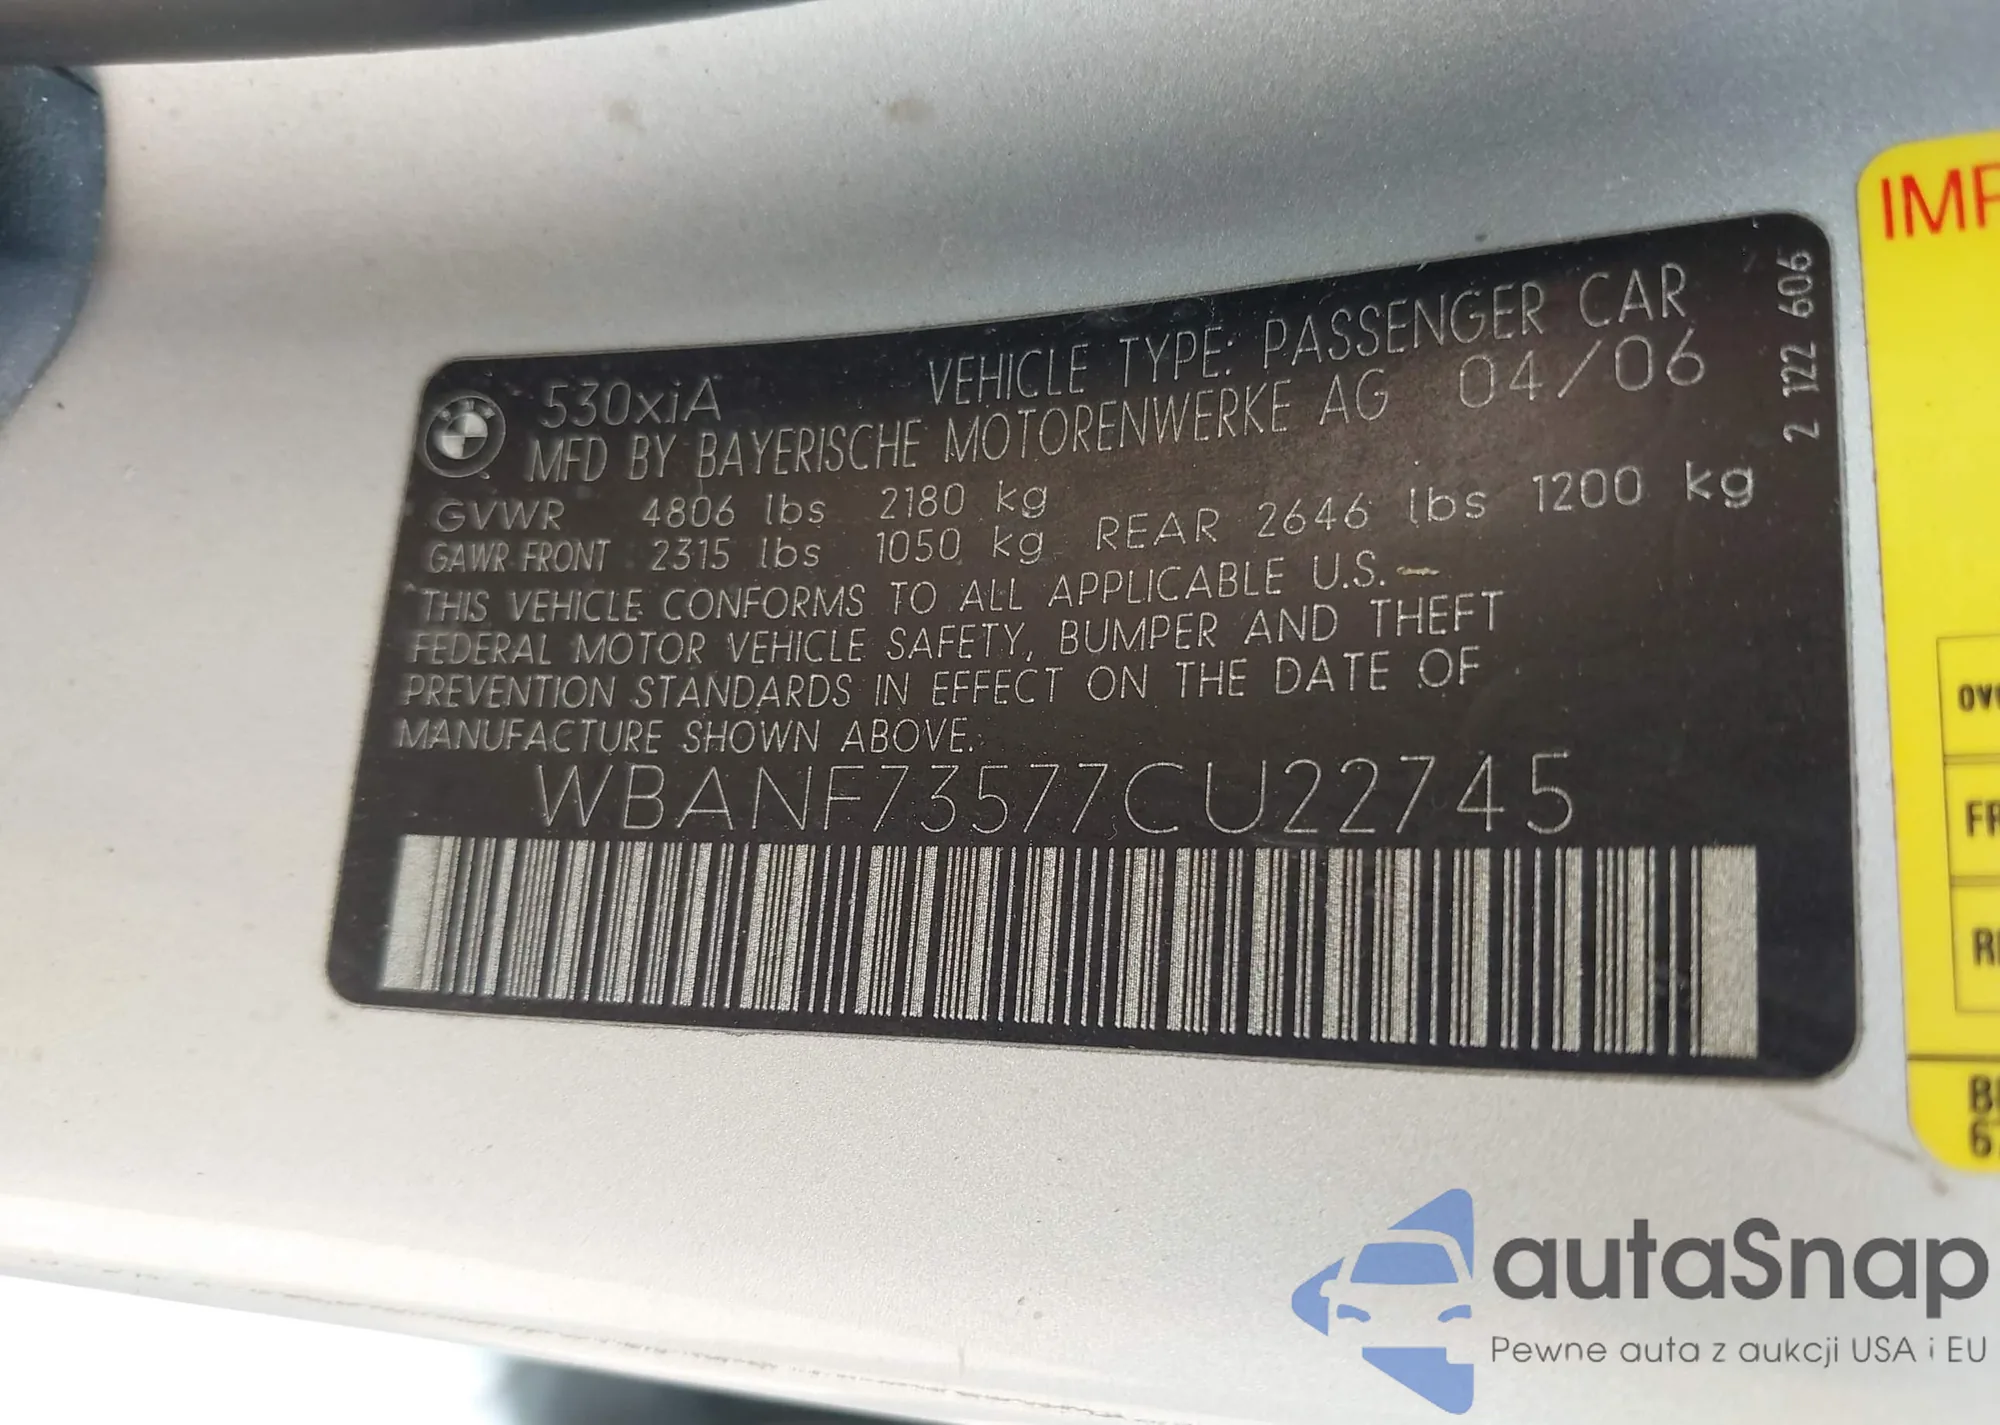 530xiA
VEHICLE TYPE: PASSENGER CAR
MFD BY BAYERISCHE MOTORENWERKE AG 04/06
GVWR 4806 lbs 2180 kg
GAWR FRONT 2315 lbs 1050 kg REAR 2646 lbs 1200 kg
THIS VEHICLE CONFORMS TO ALL APPLICABLE U.S.
FEDERAL MOTOR VEHICLE SAFETY, BUMPER AND THEFT
PREVENTION STANDARDS IN EFFECT ON THE DATE OF
MANUFACTURE SHOWN ABOVE.
WBANF73577CU22745
2 122 606
autaSnap
Pewne auta z aukcji USA i EU